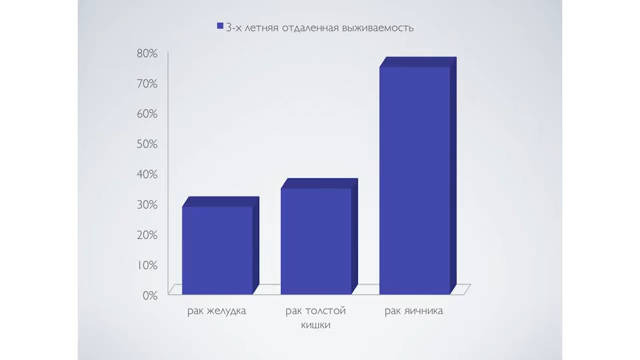 3-х летняя отдаленная выживаемость
80%
70%
60%
50%
40%
30%
20%
10%
0%
рак желудка
рак толстой
кишки
рак яичника